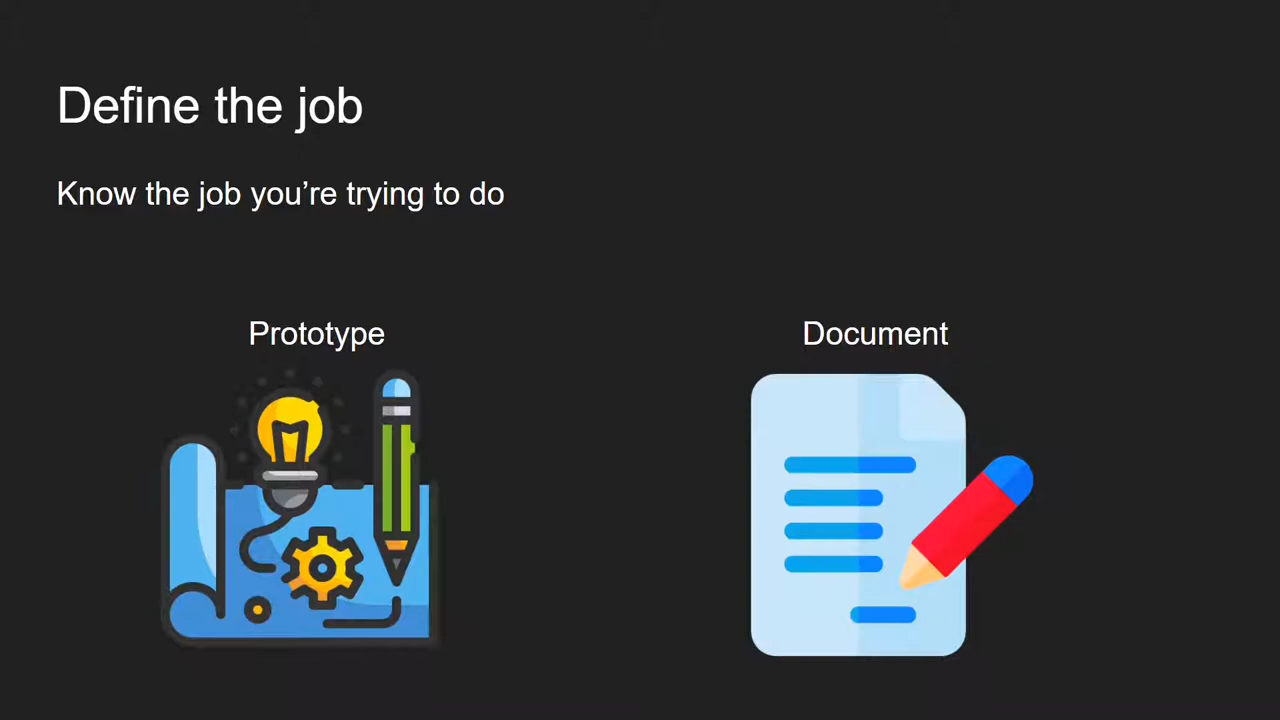 Define the job
Know the job you’re trying to do
Prototype
Document